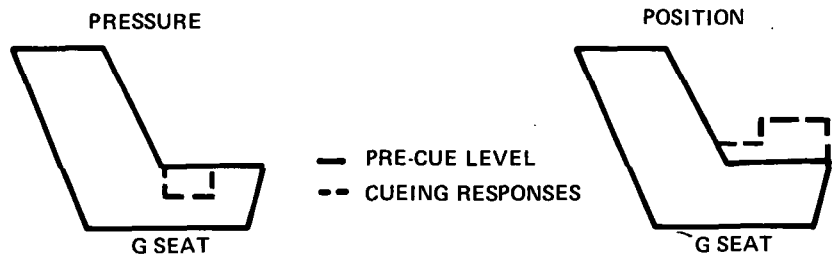 PRESSURE
POSITION
PRE-CUE LEVEL
CUEING RESPONSES
G SEAT
G SEAT